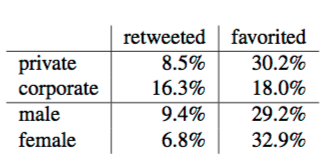 retweeted favorited
private 8.5% 30.2%
corporate 16.3% 18.0%
male 9.4% 29.2%
female 6.8% 32.9%